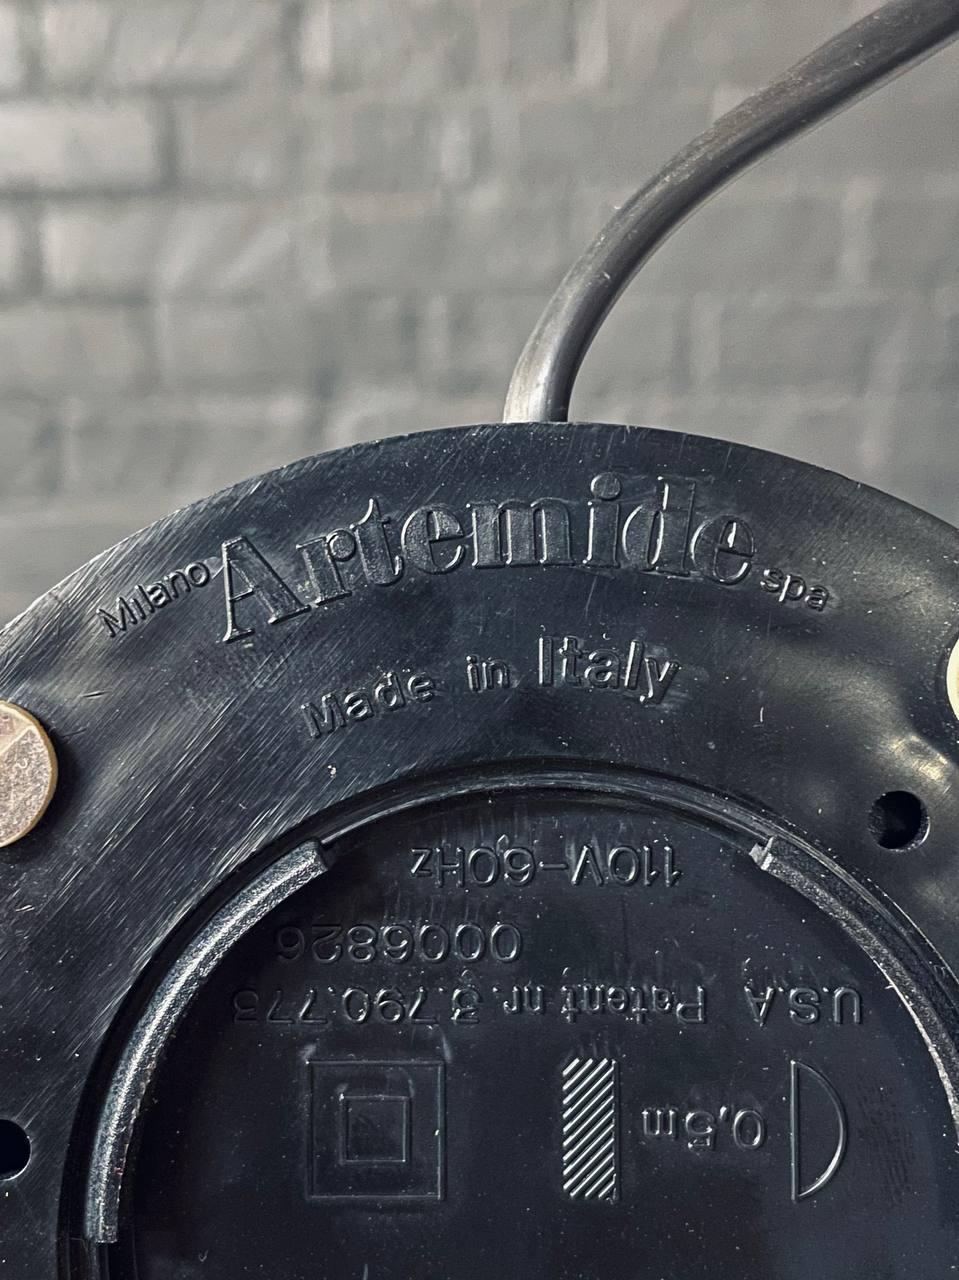 Milano Artemide spa
Made in Italy
0,5m
U.S.A Patent nr. 3.790.773
0006826
110V-60Hz